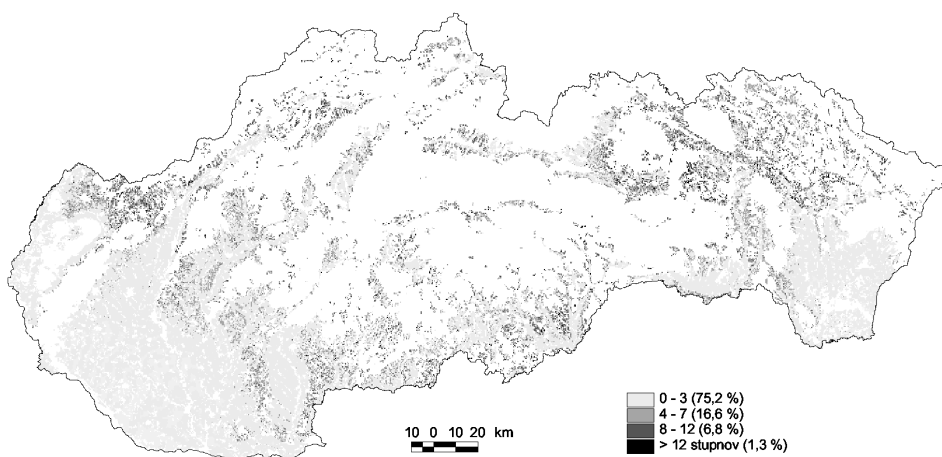 0 - 3 (75,2 %)
4 - 7 (16,6 %)
8 - 12 (6,8 %)
> 12 stupnov (1,3 %)
10 0 10 20 km